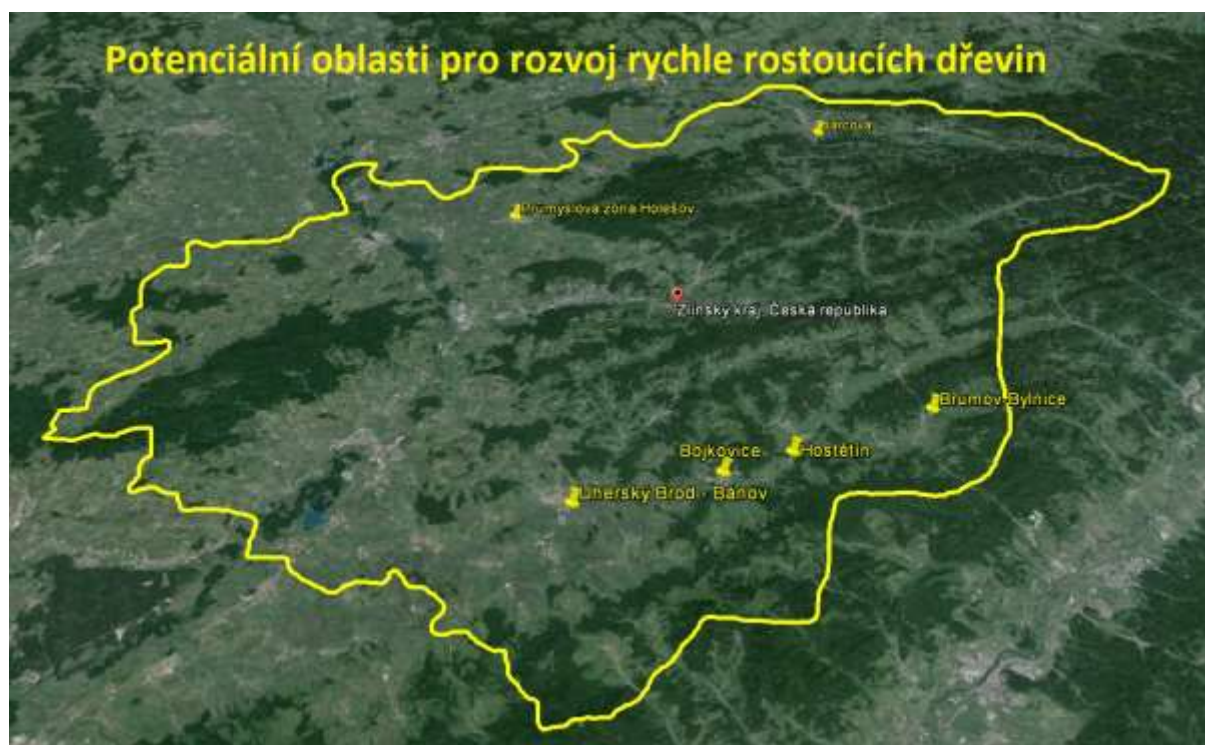 Potenciální oblasti pro rozvoj rychle rostoucích dřevin
Průmyslová zóna Holešov
Zlínský kraj, Česká republika
Brumov-Bylnice
Bojkovice
Hostětín
Uherský Brod - Bánov